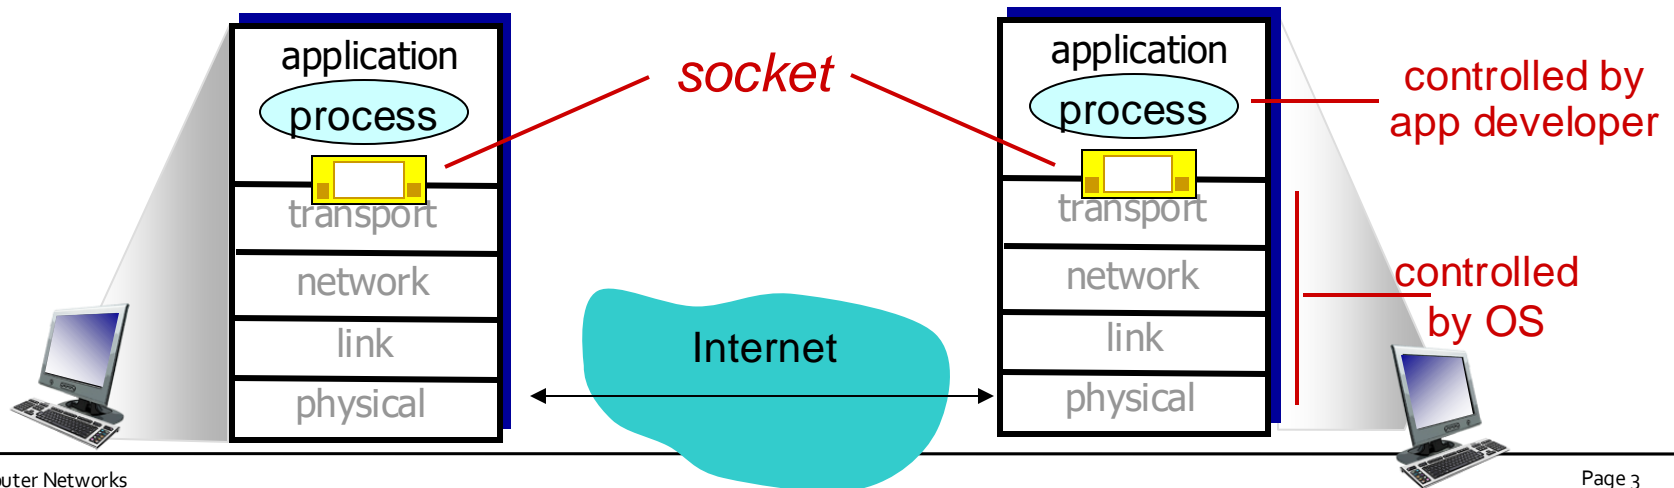 application
process
transport
network
link
physical
socket
Internet
application
process
transport
network
link
physical
controlled by
app developer
controlled
by OS
uter Networks
Page 3